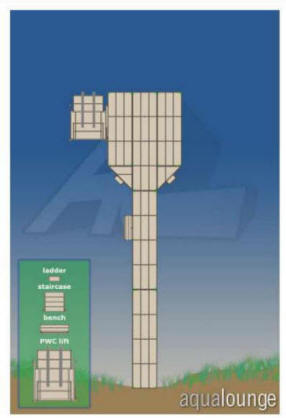 ladder
staircase
bench
PWC lift
aqualounge